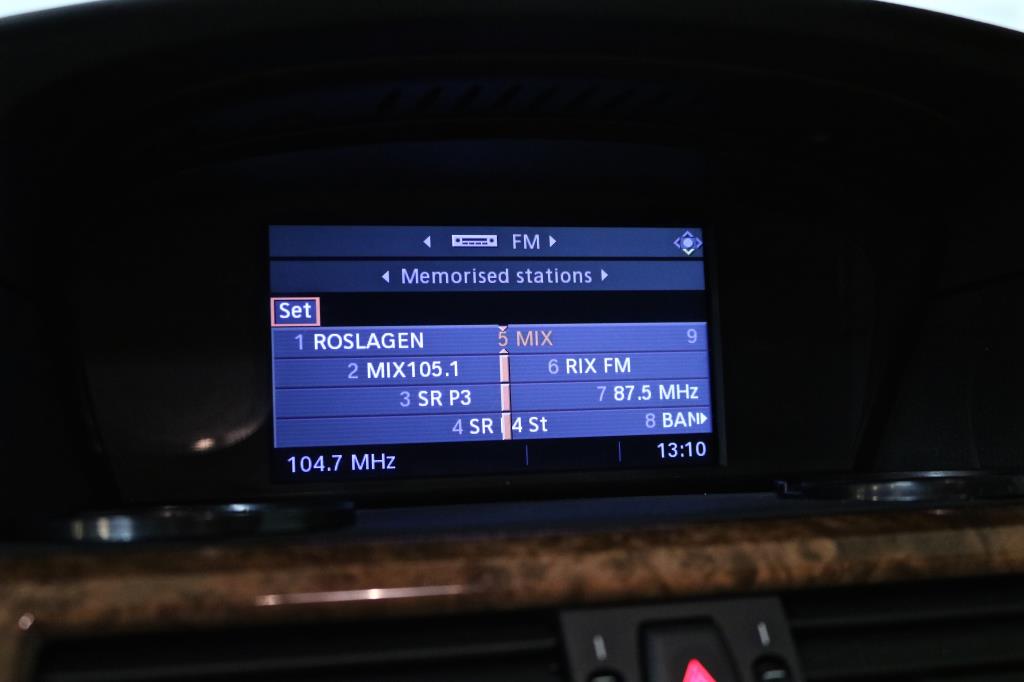 FM
Memorised stations
Set
1 ROSLAGEN 5 MIX 9
2 MIX105.1 6 RIX FM
3 SR P3 7 87.5 MHz
4 SR 4 St 8 BAN
104.7 MHz 13:10